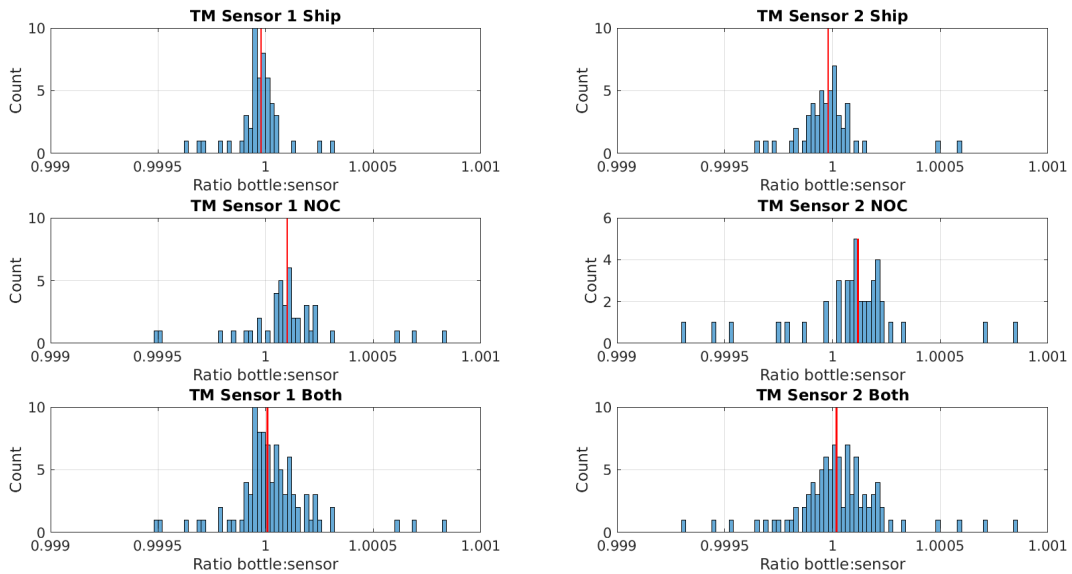 TM Sensor 1 Ship
10
5
0
Count
0.999 0.9995 1 1.0005 1.001
Ratio bottle:sensor
TM Sensor 2 Ship
10
5
0
Count
0.999 0.9995 1 1.0005 1.001
Ratio bottle:sensor
TM Sensor 1 NOC
10
5
0
Count
0.999 0.9995 1 1.0005 1.001
Ratio bottle:sensor
TM Sensor 2 NOC
6
4
2
0
Count
0.999 0.9995 1 1.0005 1.001
Ratio bottle:sensor
TM Sensor 1 Both
10
5
0
Count
0.999 0.9995 1 1.0005 1.001
Ratio bottle:sensor
TM Sensor 2 Both
10
5
0
Count
0.999 0.9995 1 1.0005 1.001
Ratio bottle:sensor